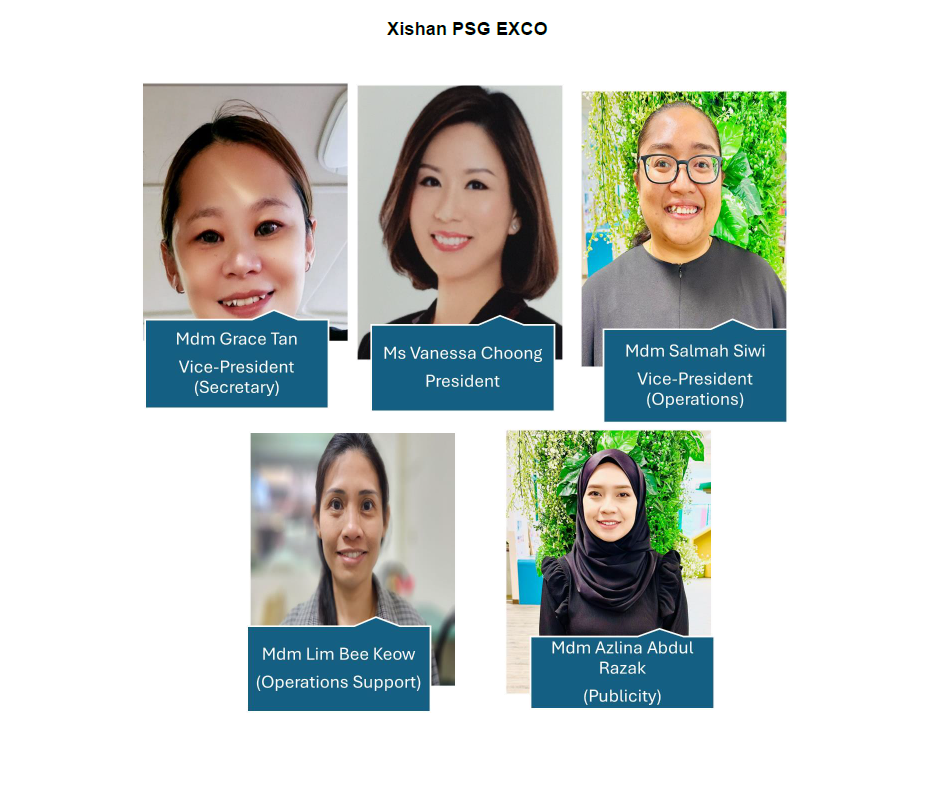 Xishan PSG EXCO
Mdm Grace Tan
Vice-President
(Secretary)
Ms Vanessa Choong
President
Mdm Salmah Siwi
Vice-President
(Operations)
Mdm Lim Bee Keow
(Operations Support)
Mdm Azlina Abdul
Razak
(Publicity)